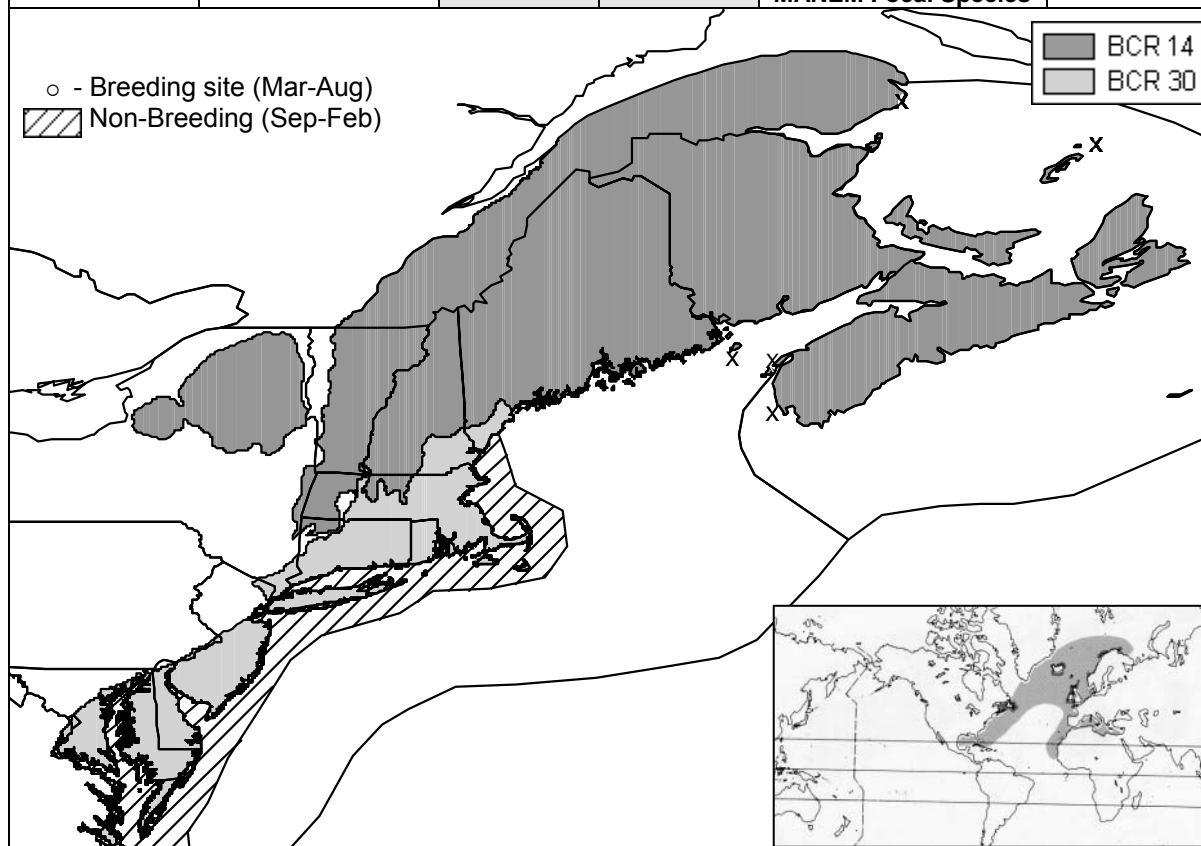 MANEM Focal Species
BCR 14
BCR 30
○ - Breeding site (Mar-Aug)
Non-Breeding (Sep-Feb)
x
x
x
x
x